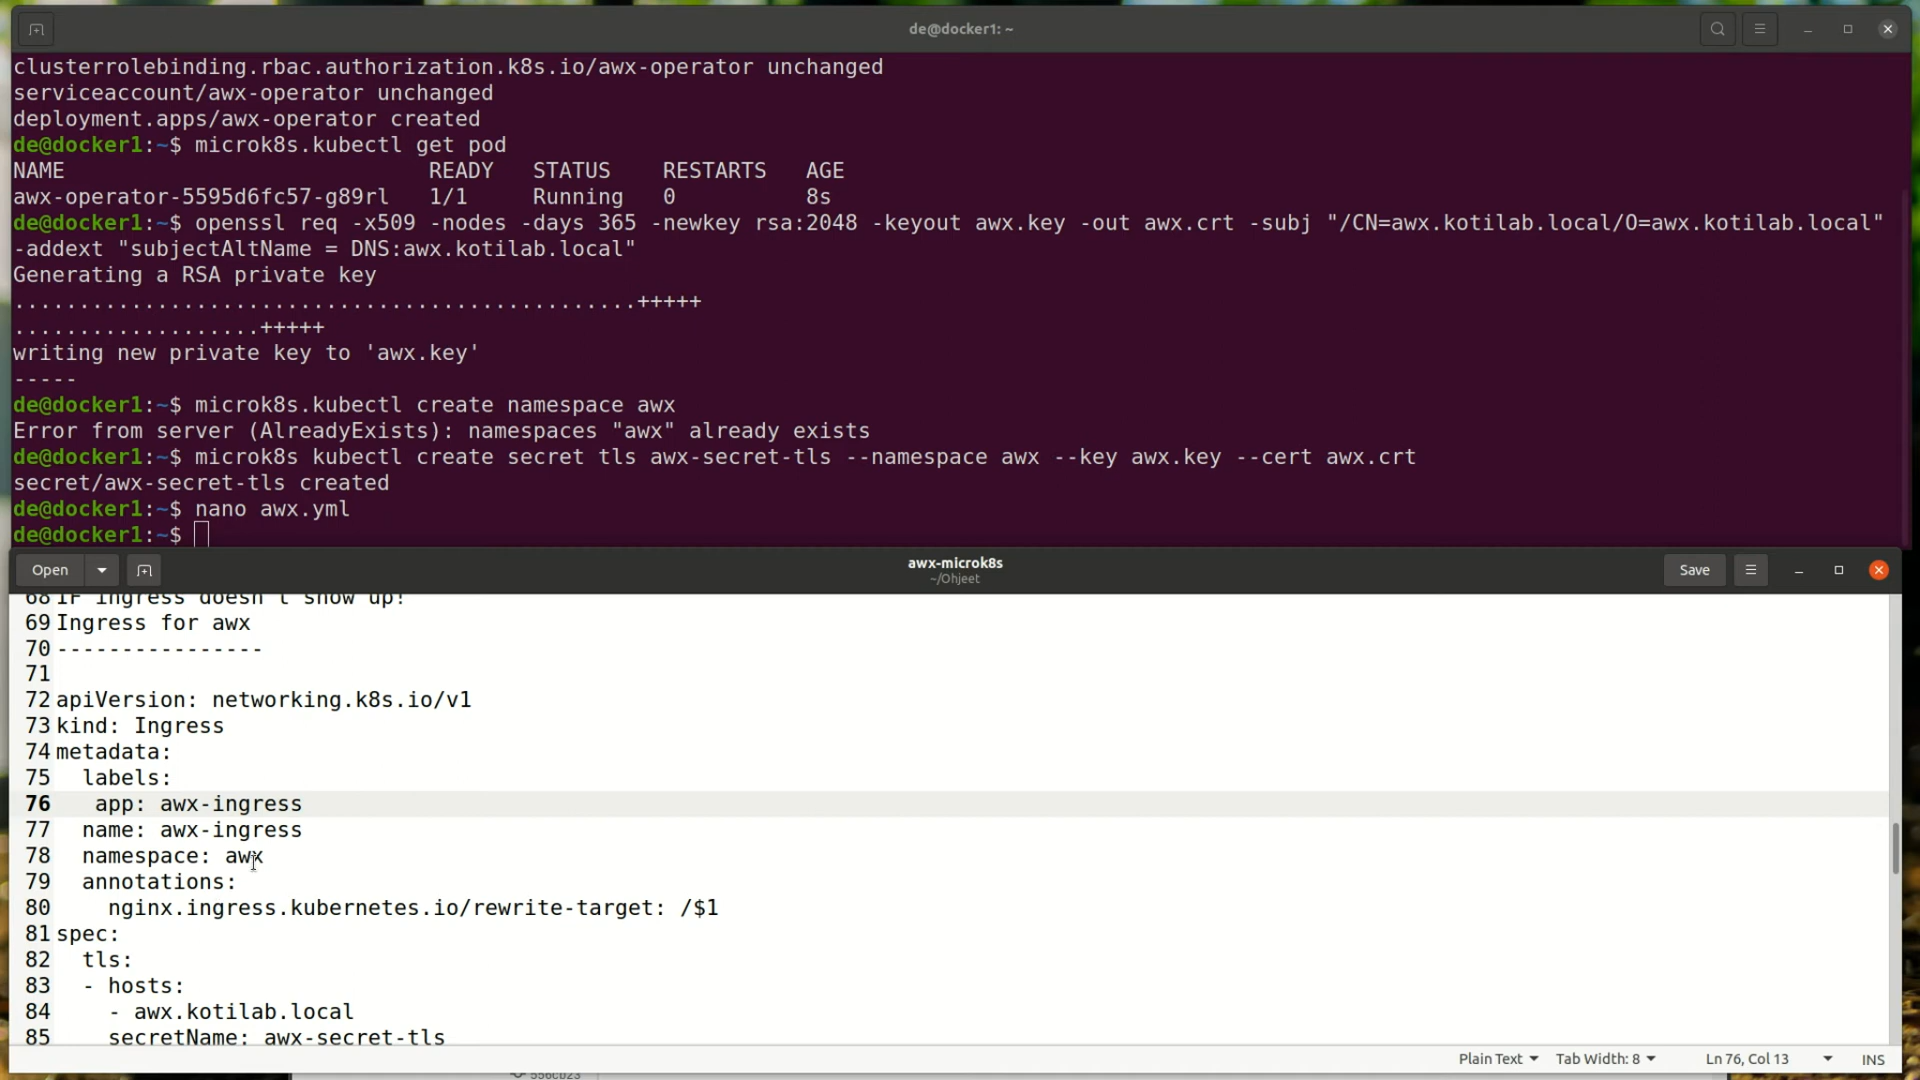 de@docker1: ~
clusterrolebinding.rbac.authorization.k8s.io/awx-operator unchanged
serviceaccount/awx-operator unchanged
deployment.apps/awx-operator created
de@docker1:~$ microk8s.kubectl get pod
NAME READY STATUS RESTARTS AGE
awx-operator-5595d6fc57-g89rl 1/1 Running 0 8s
de@docker1:~$ openssl req -x509 -nodes -days 365 -newkey rsa:2048 -keyout awx.key -out awx.crt -subj "/CN=awx.kotilab.local/O=awx.kotilab.local"
-addext "subjectAltName = DNS:awx.kotilab.local"
Generating a RSA private key
................................................+++++
...................+++++
writing new private key to 'awx.key'
-----
de@docker1:~$ microk8s.kubectl create namespace awx
Error from server (AlreadyExists): namespaces "awx" already exists
de@docker1:~$ microk8s kubectl create secret tls awx-secret-tls --namespace awx --key awx.key --cert awx.crt
secret/awx-secret-tls created
de@docker1:~$ nano awx.yml
de@docker1:~$
Open
awx-microk8s
~/Ohjeet
Save
68 IF ingress doesn't show up!
69 Ingress for awx
70 ----------------
71
72 apiVersion: networking.k8s.io/v1
73 kind: Ingress
74 metadata:
75   labels:
76    app: awx-ingress
77   name: awx-ingress
78   namespace: awx
79   annotations:
80     nginx.ingress.kubernetes.io/rewrite-target: /$1
81 spec:
82   tls:
83   - hosts:
84     - awx.kotilab.local
85     secretName: awx-secret-tls
Plain Text Tab Width: 8 Ln 76, Col 13 INS